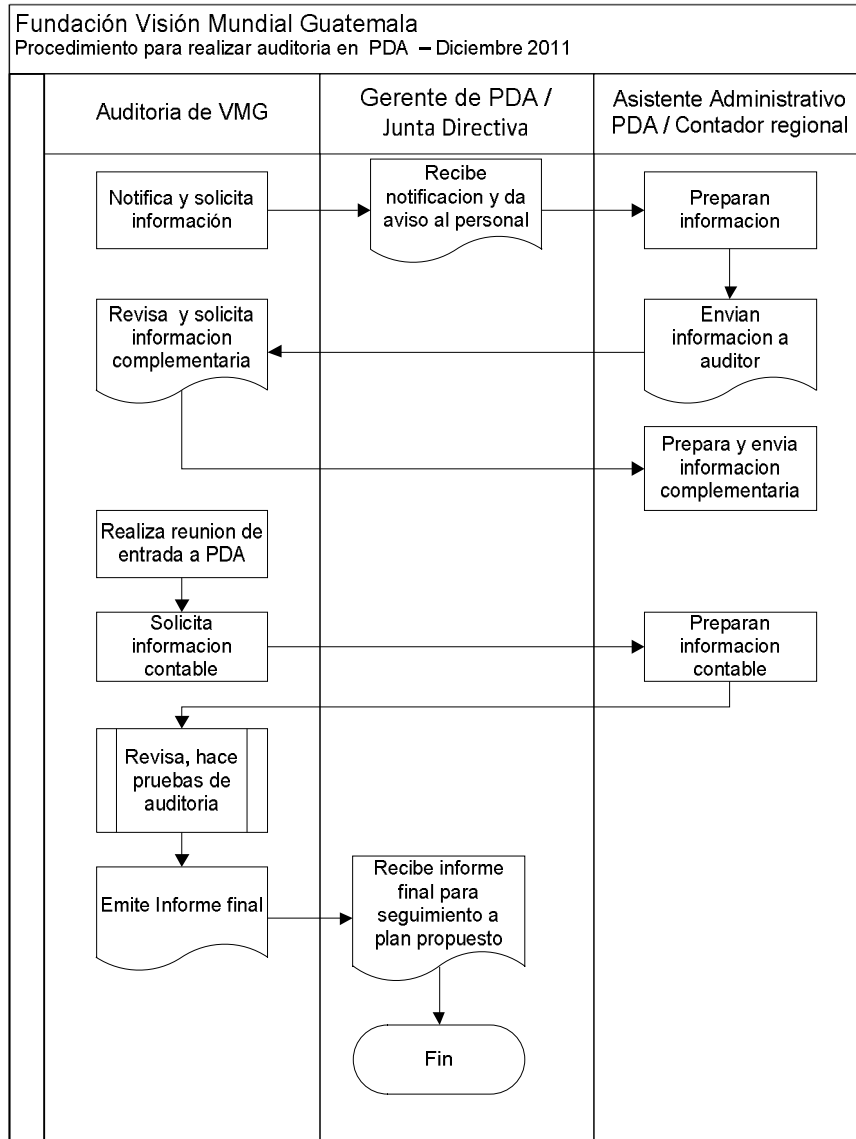 Fundación Visión Mundial Guatemala
Procedimiento para realizar auditoria en PDA – Diciembre 2011
Auditoria de VMG
Gerente de PDA /
Junta Directiva
Asistente Administrativo
PDA / Contador regional
Notifica y solicita
información
Recibe
notificacion y da
aviso al personal
Preparan
informacion
Revisa y solicita
informacion
complementaria
Envian
informacion a
auditor
Prepara y envia
informacion
complementaria
Realiza reunion de
entrada a PDA
Solicita
informacion
contable
Preparan
informacion
contable
Revisa, hace
pruebas de
auditoria
Emite Informe final
Recibe informe
final para
seguimiento a
plan propuesto
Fin